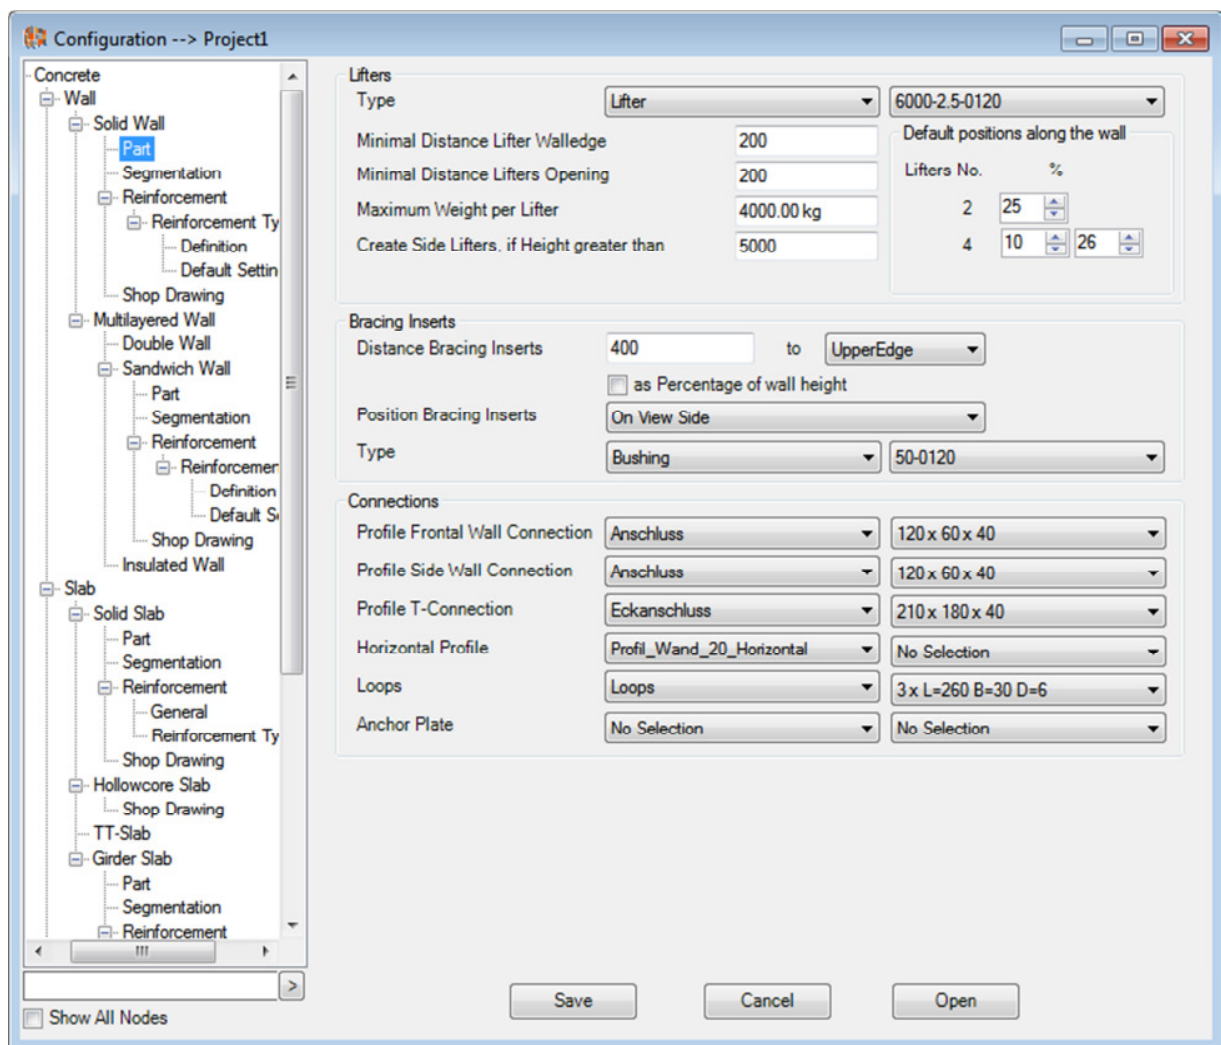 Configuration --> Project1
Concrete
Wall
Solid Wall
Part
Segmentation
Reinforcement
Reinforcement Ty
Definition
Default Settin
Shop Drawing
Multilayered Wall
Double Wall
Sandwich Wall
Part
Segmentation
Reinforcement
Reinforcemer
Definition
Default S
Shop Drawing
Insulated Wall
Slab
Solid Slab
Part
Segmentation
Reinforcement
General
Reinforcement Ty
Shop Drawing
Hollowcore Slab
Shop Drawing
TT-Slab
Girder Slab
Part
Segmentation
Reinforcement
>
Show All Nodes
Lifters
Type Lifter 6000-2.5-0120
Minimal Distance Lifter Walledge 200
Minimal Distance Lifters Opening 200
Maximum Weight per Lifter 4000.00 kg
Create Side Lifters, if Height greater than 5000
Default positions along the wall
Lifters No. %
2 25
4 10 26
Bracing Inserts
Distance Bracing Inserts 400 to UpperEdge
as Percentage of wall height
Position Bracing Inserts On View Side
Type Bushing 50-0120
Connections
Profile Frontal Wall Connection Anschluss 120 x 60 x 40
Profile Side Wall Connection Anschluss 120 x 60 x 40
Profile T-Connection Eckanschluss 210 x 180 x 40
Horizontal Profile Profil_Wand_20_Horizontal No Selection
Loops Loops 3 x L=260 B=30 D=6
Anchor Plate No Selection No Selection
Save Cancel Open